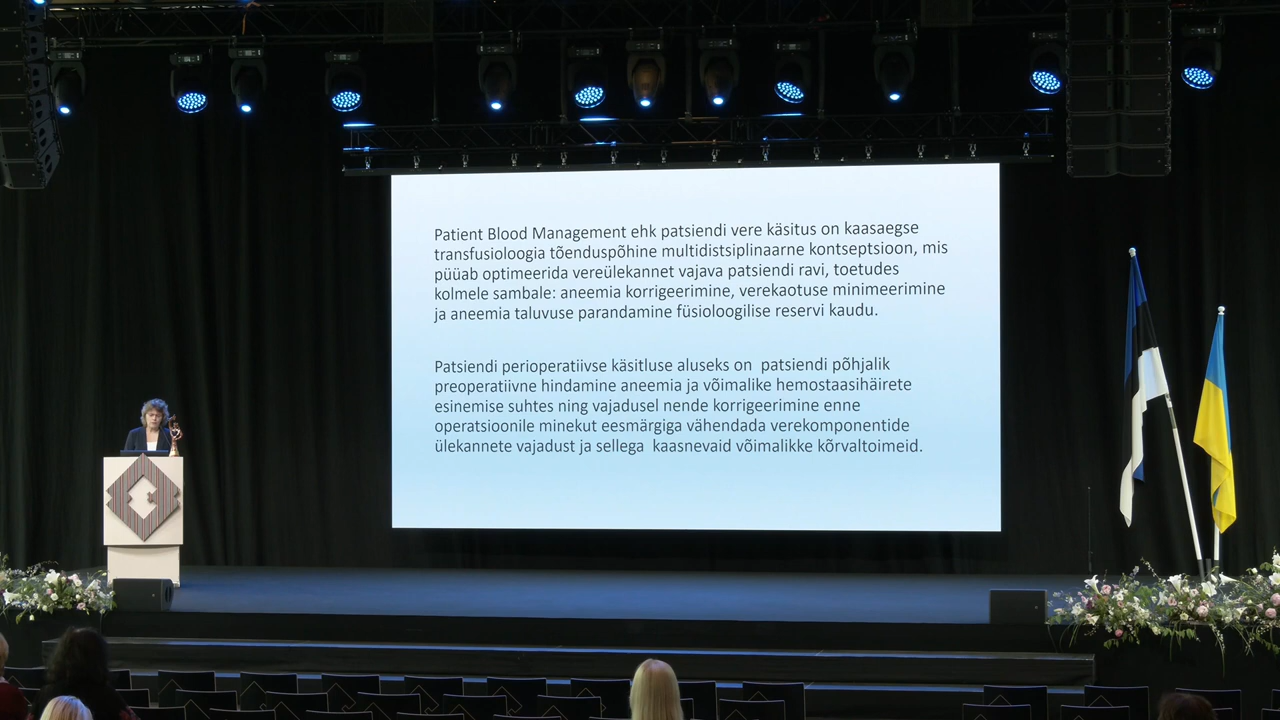 Patient Blood Management ehk patsiendi vere käsitus on kaasaegse
transfusioloogia tõenduspõhine multidistsiplinaarne kontseptsioon, mis
püüab optimeerida vereülekannet vajava patsiendi ravi, toetudes
kolmele sambale: aneemia korrigeerimine, verekaotuse minimeerimine
ja aneemia taluvuse parandamine füsioloogilise reservi kaudu.
Patsiendi perioperatiivse käsitluse aluseks on patsiendi põhjalik
preoperatiivne hindamine aneemia ja võimalike hemostaasihäirete
esinemise suhtes ning vajadusel nende korrigeerimine enne
operatsioonile minekut eesmärgiga vähendada verekomponentide
ülekannete vajadust ja sellega kaasnevaid võimalikke kõrvaltoimeid.